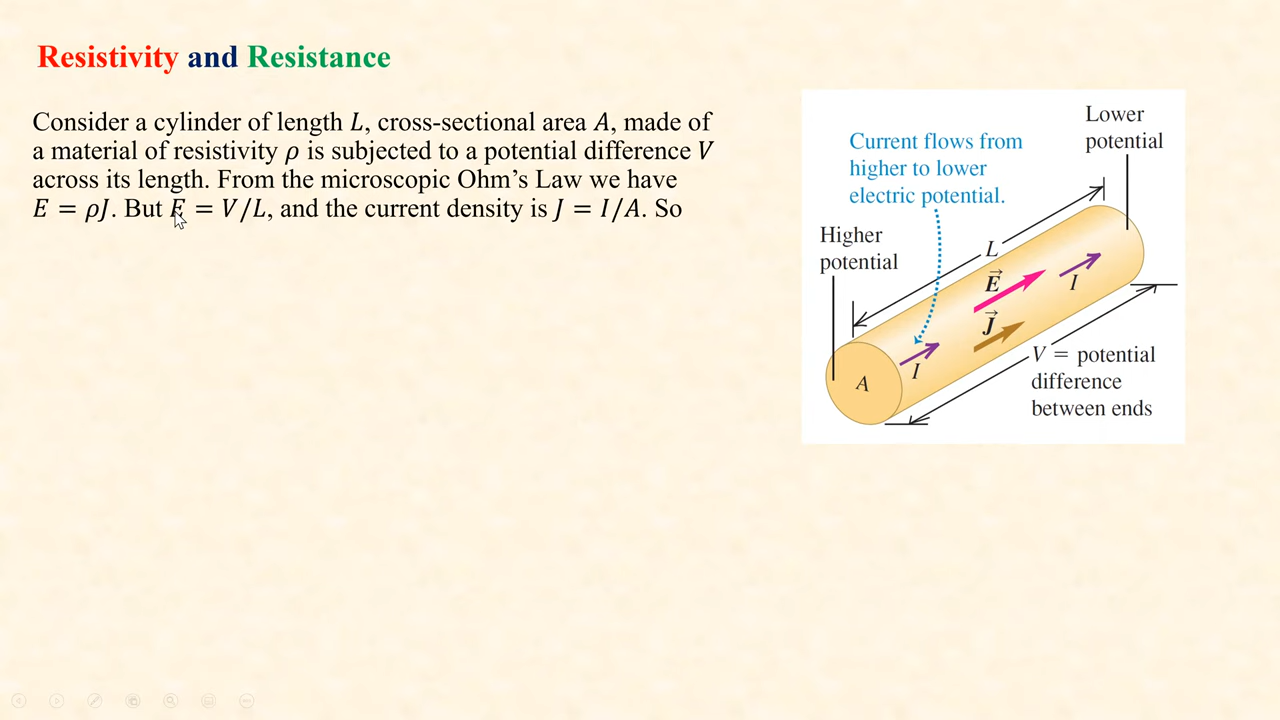 Resistivity and Resistance
Consider a cylinder of length L, cross-sectional area A, made of
a material of resistivity ρ is subjected to a potential difference V
across its length. From the microscopic Ohm’s Law we have
E = ρJ. But E = V/L, and the current density is J = I/A. So
Lower
potential
Current flows from
higher to lower
electric potential.
Higher
potential
L
E⃗
I
J⃗
I
A
V = potential
difference
between ends